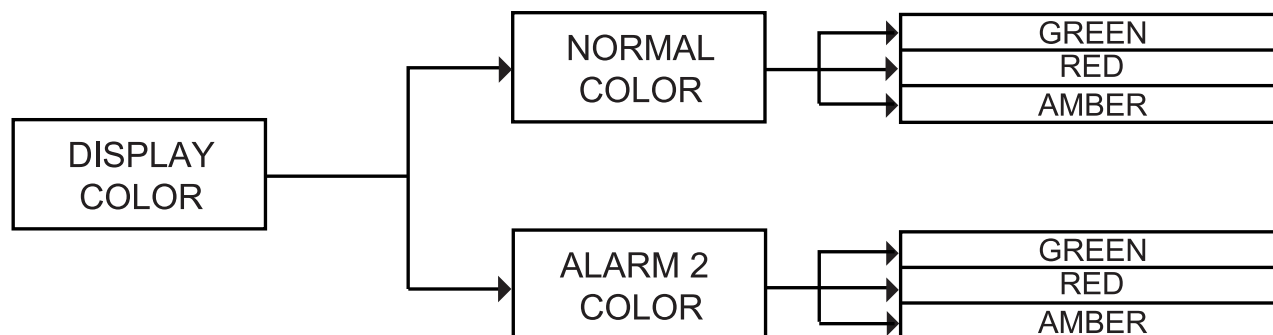 DISPLAY
COLOR
NORMAL
COLOR
GREEN
RED
AMBER
ALARM 2
COLOR
GREEN
RED
AMBER